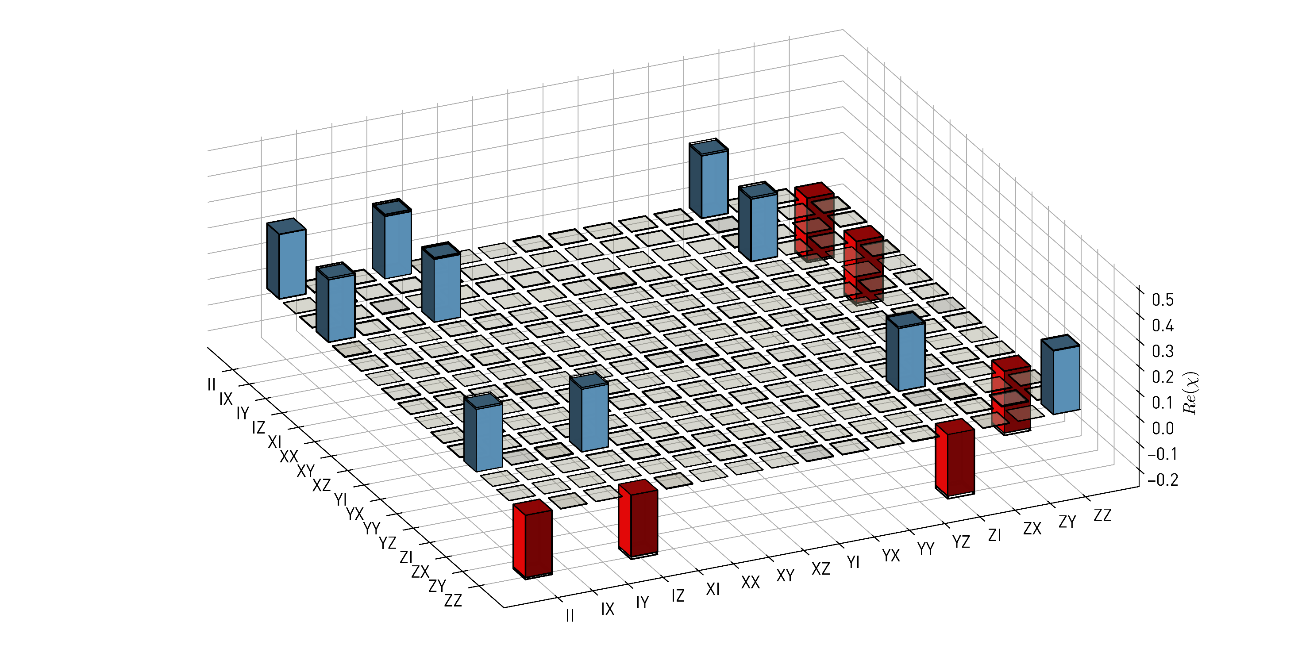 0.5
0.4
0.3
0.2
0.1
0.0
−0.1
−0.2
Re(χ)
II
IX
IY
IZ
XI
XX
XY
XZ
YI
YX
YY
YZ
ZI
ZX
ZY
ZZ
II
IX
IY
IZ
XI
XX
XY
XZ
YI
YX
YY
YZ
ZI
ZX
ZY
ZZ